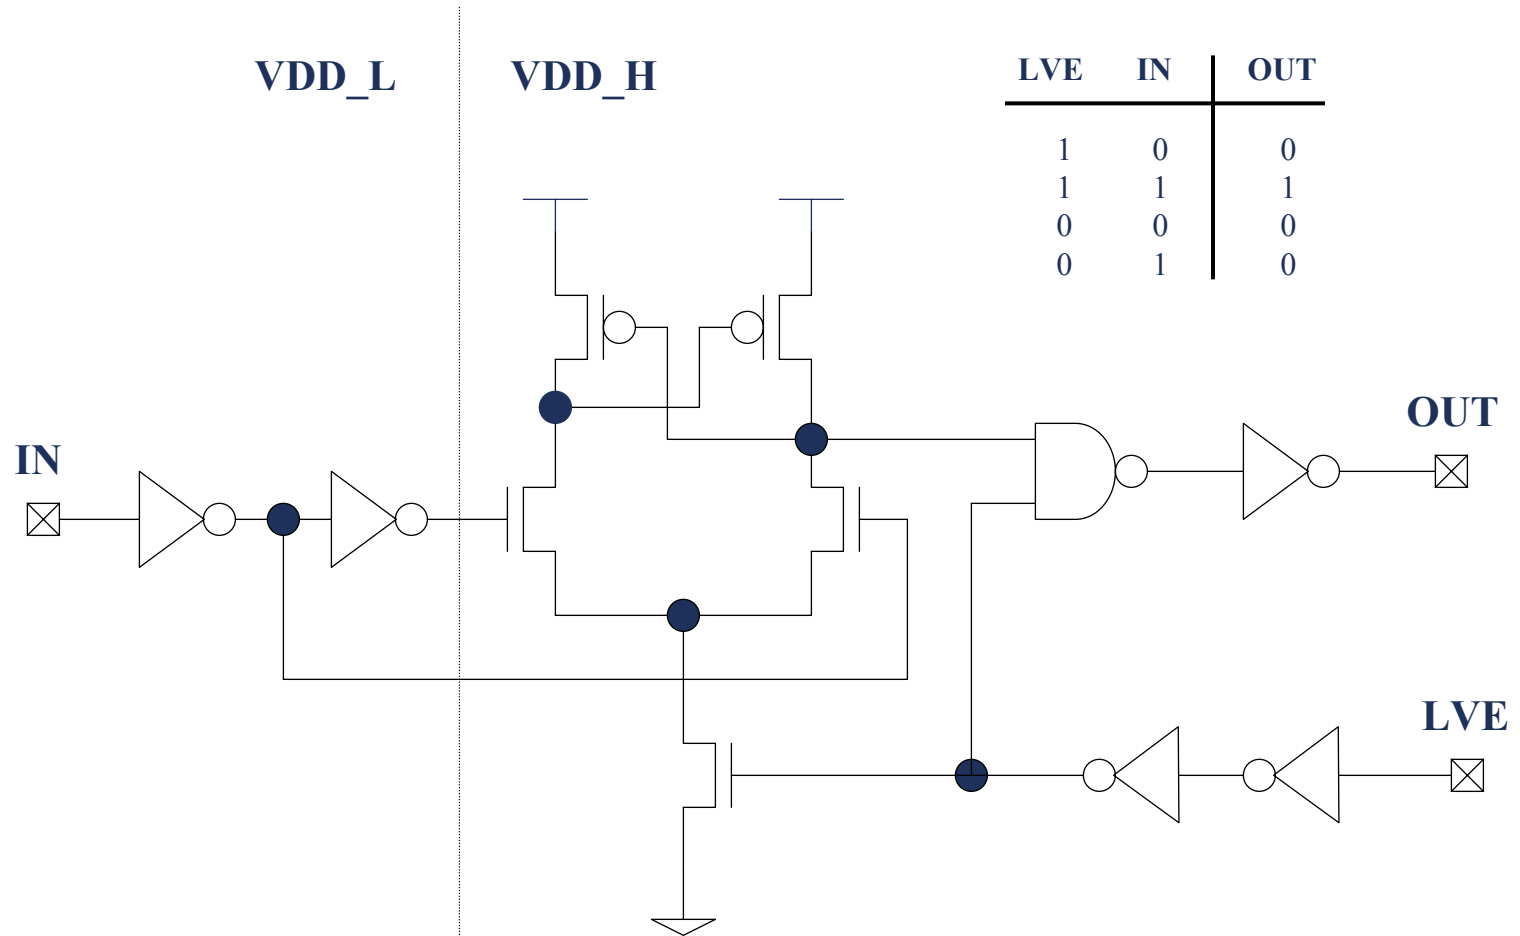 VDD_L VDD_H
LVE IN OUT
1 0 0
1 1 1
0 0 0
0 1 0
OUT
IN
LVE